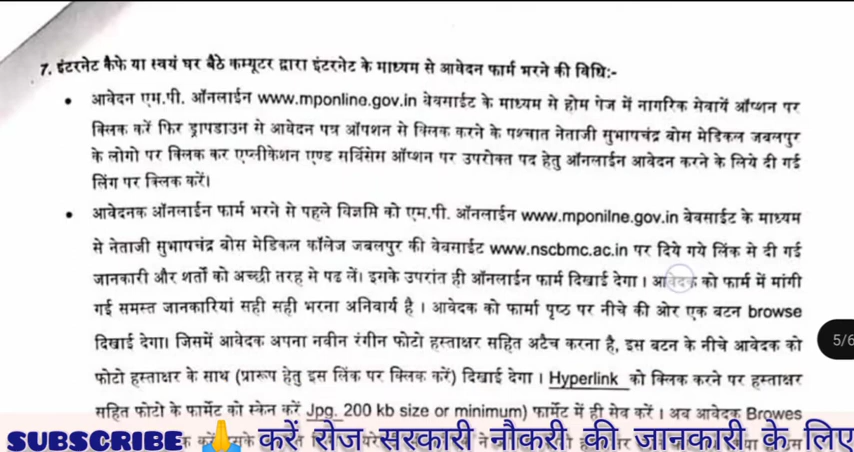 7. इंटरनेट कैफे या स्वयं घर बैठे कम्यूटर द्वारा इंटरनेट के माध्यम से आवेदन फार्म भरने की विधि:-
• आवेदन एम.पी. ऑनलाईन www.mponline.gov.in वेबसाईट के माध्यम से होम पेज में नागरिक सेवायें ऑप्शन पर
क्लिक करें फिर ड्रापडाउन से आवेदन पत्र ऑपशन से क्लिक करने के पश्चात नेताजी सुभाषचंद्र बोस मेडिकल जबलपुर
के लोगो पर क्लिक कर एप्लीकेशन एण्ड सर्विसेस ऑप्शन पर उपरोक्त पद हेतु ऑनलाईन आवेदन करने के लिये दी गई
लिंग पर क्लिक करें।
• आवेदनक ऑनलाईन फार्म भरने से पहले विज्ञप्ति को एम.पी. ऑनलाईन www.mponilne.gov.in वेबसाईट के माध्यम
से नेताजी सुभाषचंद्र बोस मेडिकल कॉलेज जबलपुर की वेबसाईट www.nscbmc.ac.in पर दिये गये लिंक से दी गई
जानकारी और शर्तों को अच्छी तरह से पढ लें। इसके उपरांत ही ऑनलाईन फार्म दिखाई देगा । आवेदक को फार्म में मांगी
गई समस्त जानकारियां सही सही भरना अनिवार्य है । आवेदक को फार्मा पृष्ठ पर नीचे की ओर एक बटन browse
दिखाई देगा। जिसमें आवेदक अपना नवीन रंगीन फोटो हस्ताक्षर सहित अटैच करना है, इस बटन के नीचे आवेदक को
5/6
फोटो हस्ताक्षर के साथ (प्रारूप हेतु इस लिंक पर क्लिक करें) दिखाई देगा । Hyperlink को क्लिक करने पर हस्ताक्षर
सहित फोटो के फार्मेट को स्केन करें Jpg. 200 kb size or minimum) फार्मेट में ही सेव करें । अब आवेदक Browes
SUBSCRIBE 🙏 करें रोज सरकारी नौकरी की जानकारी के लिए